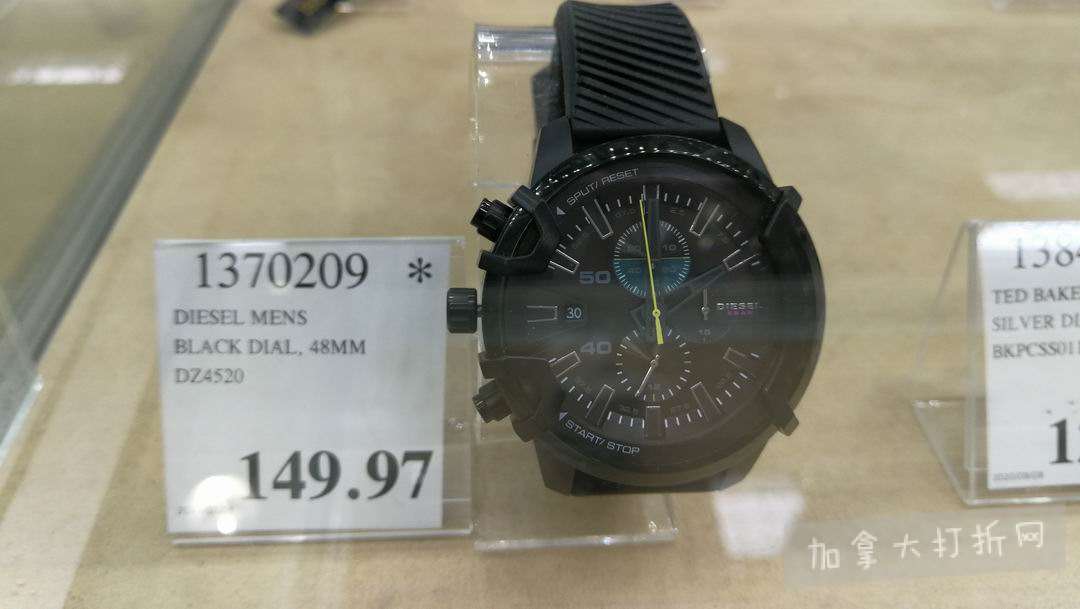 1370209 *
DIESEL MENS
BLACK DIAL, 48MM
DZ4520
149.97
SPLIT/ RESET
50
30
40
DIESEL
START/ STOP
TED BAKE
SILVER DI
BKPCSS01
加拿大打折网